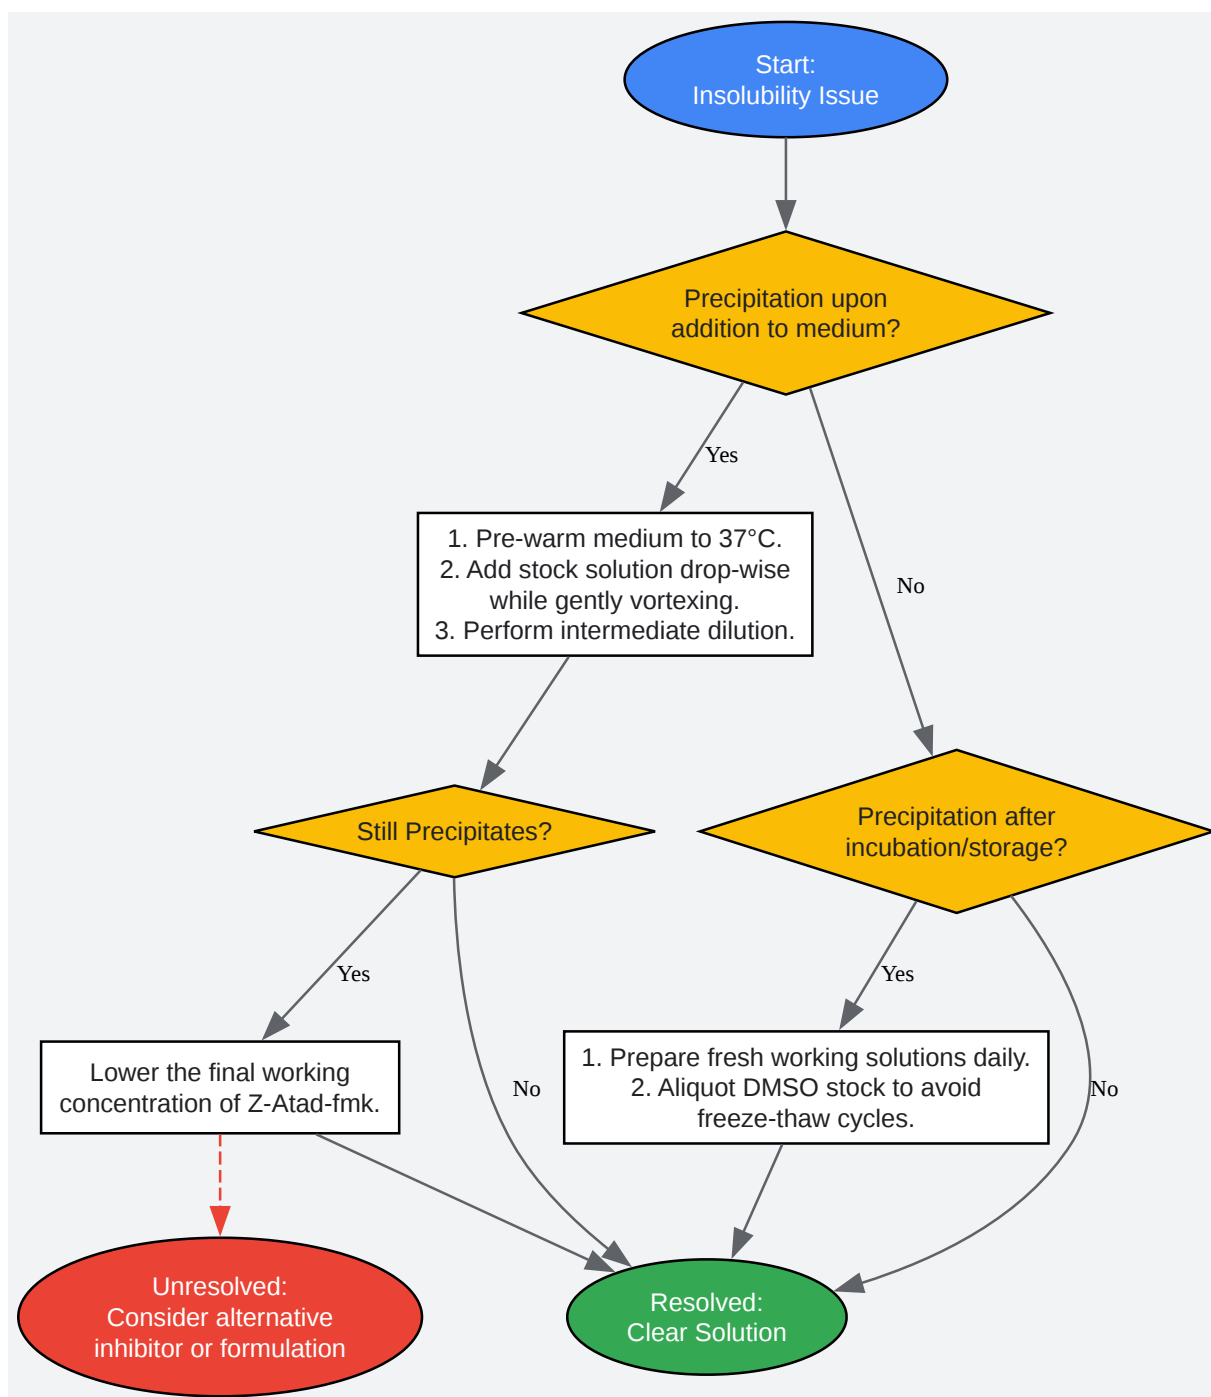 Start:
Insolubility Issue
Precipitation upon
addition to medium?
Yes
No
1. Pre-warm medium to 37°C.
2. Add stock solution drop-wise
while gently vortexing.
3. Perform intermediate dilution.
Still Precipitates?
Precipitation after
incubation/storage?
Yes
No
Yes
No
Lower the final working
concentration of Z-Atad-fmk.
1. Prepare fresh working solutions daily.
2. Aliquot DMSO stock to avoid
freeze-thaw cycles.
Unresolved:
Consider alternative
inhibitor or formulation
Resolved:
Clear Solution